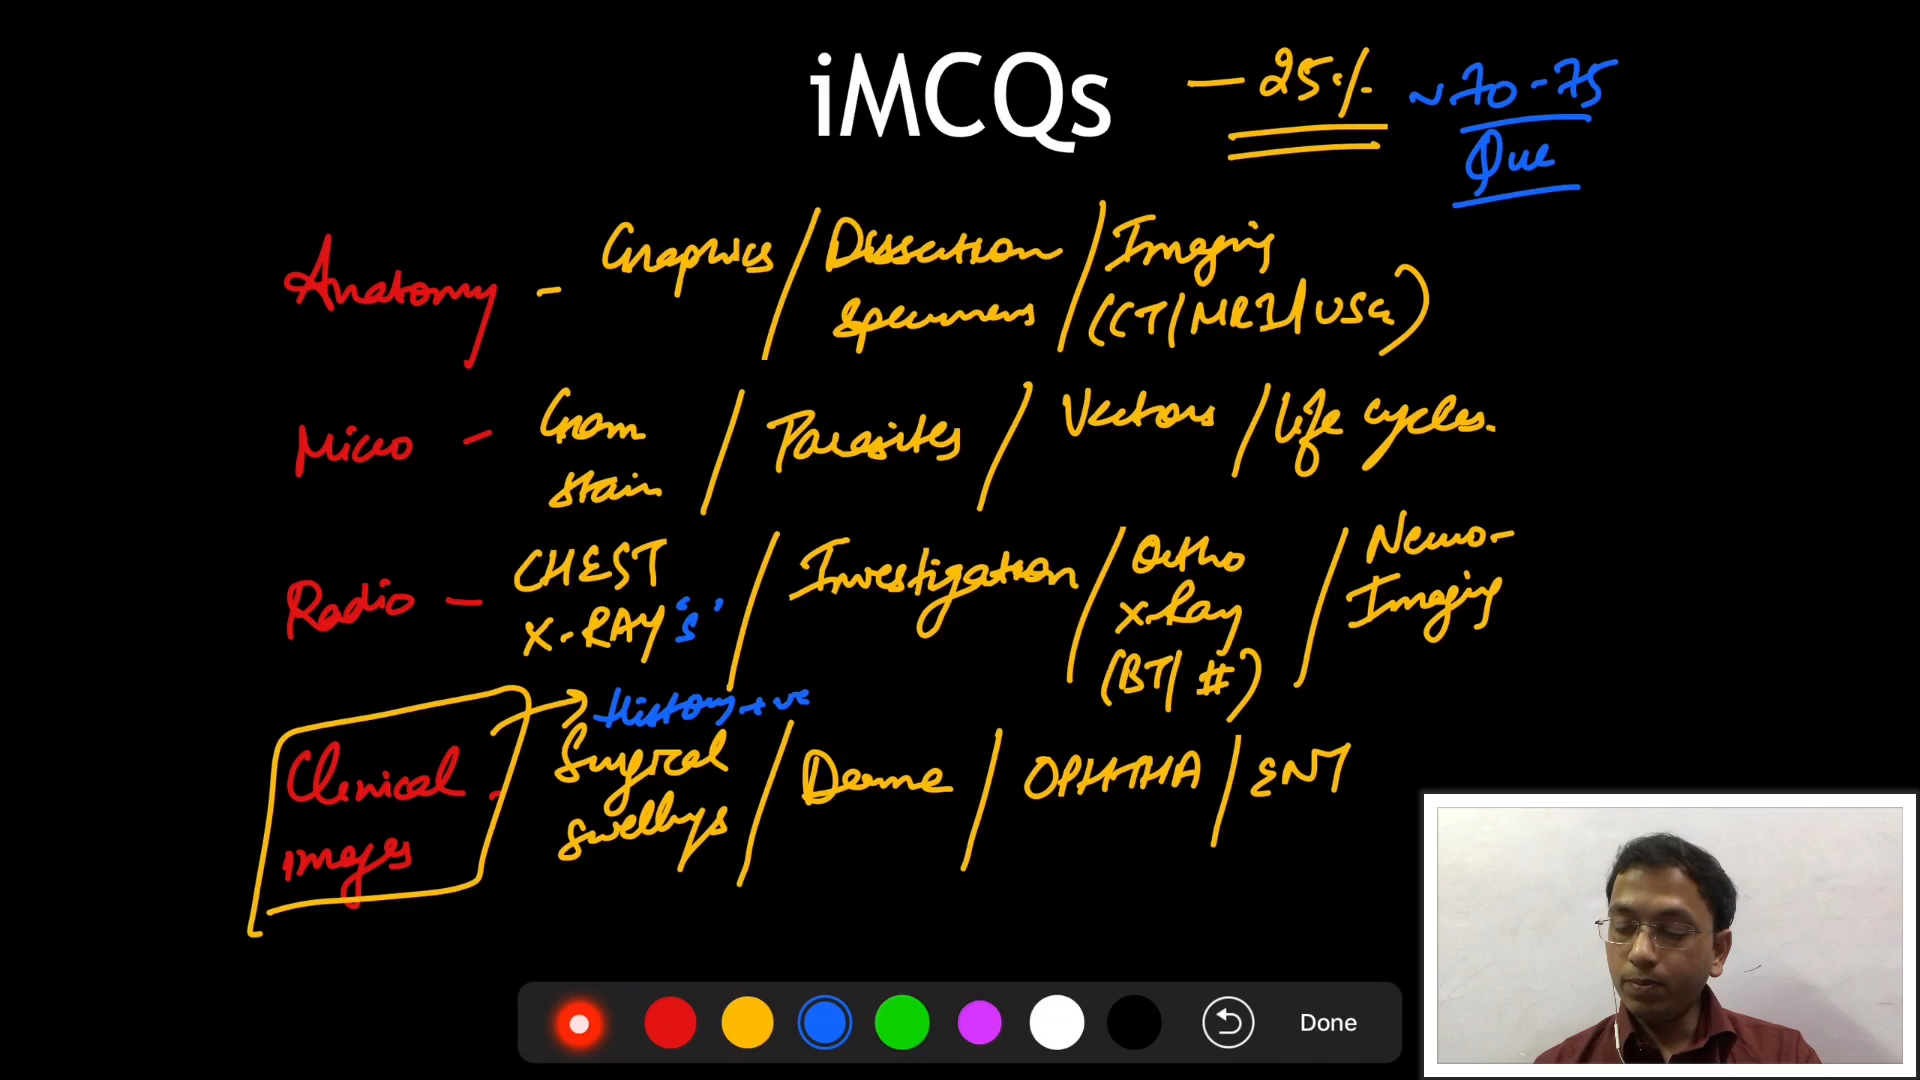 iMCQs - 25% ~ 70-75
Que
Anatomy - Graphics / Dissection / Imaging
Specimens (CT/MRI/USG)
Micro - Gram / Parasites / Vectors / Life cycles.
Stain
Radio - CHEST / Investigation / Ortho / Neuro-
X-RAY's' X-Ray Imaging
(BT/#)
History +ve
Clinical - Surgical / Derma / OPHTHA / ENT
images Swellings
Done